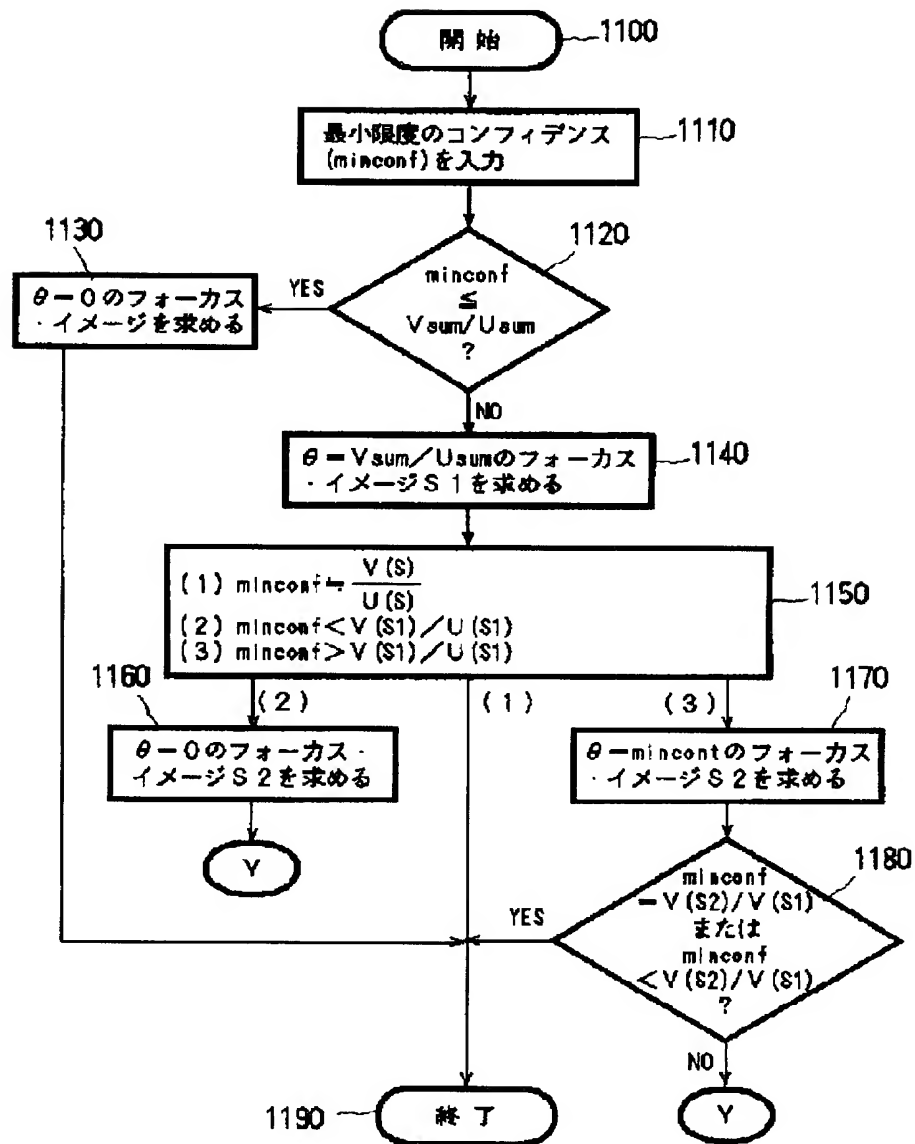 開始
1100
最小限度のコンフィデンス
(minconf)を入力
1110
1120
minconf
≦
Vsum/Usum
?
YES
NO
1130
θ=0のフォーカス
・イメージを求める
θ=Vsum/Usumのフォーカス
・イメージS1を求める
1140
(1) minconf≒ V(S)
U(S)
(2) minconf<V(S1)/U(S1)
(3) minconf>V(S1)/U(S1)
1150
1160
(2)
(1)
(3)
1170
θ=0のフォーカス・
イメージS2を求める
θ=mincontのフォーカス
・イメージS2を求める
Y
1180
minconf
=V(S2)/V(S1)
または
minconf
<V(S2)/V(S1)
?
YES
NO
1190
終了
Y